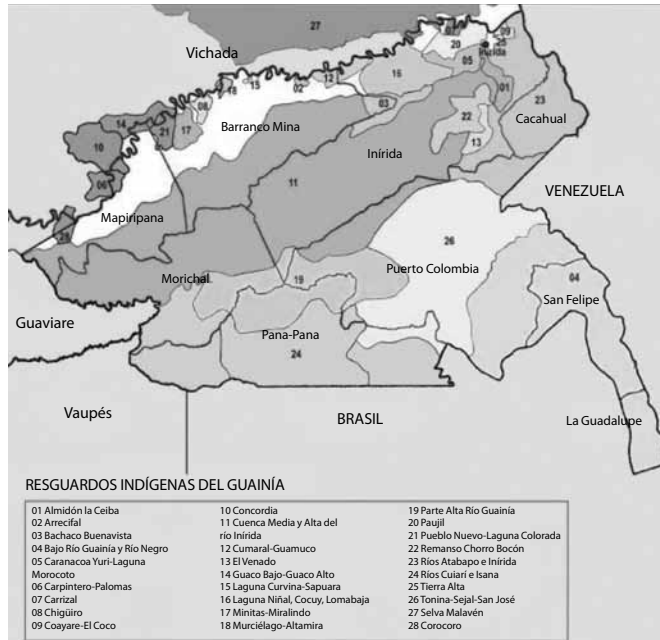 27
Vichada
07
09
20
25
Inírida
18
15
02
12
16
05
08
03
01
23
14
21
17
Barranco Mina
22
Cacahual
10
Inírida
13
06
11
VENEZUELA
Mapiripana
28
26
Morichal
19
Puerto Colombia
04
San Felipe
Guaviare
Pana-Pana
24
Vaupés
BRASIL
La Guadalupe
RESGUARDOS INDÍGENAS DEL GUAINÍA
01 Almidón la Ceiba
02 Arrecifal
03 Bachaco Buenavista
04 Bajo Río Guainía y Río Negro
05 Caranacoa Yuri-Laguna
Morocoto
06 Carpintero-Palomas
07 Carrizal
08 Chigüiro
09 Coayare-El Coco
10 Concordia
11 Cuenca Media y Alta del
río Inírida
12 Cumaral-Guamuco
13 El Venado
14 Guaco Bajo-Guaco Alto
15 Laguna Curvina-Sapuara
16 Laguna Niñal, Cocuy, Lomabaja
17 Minitas-Miralindo
18 Murciélago-Altamira
19 Parte Alta Río Guainía
20 Paujil
21 Pueblo Nuevo-Laguna Colorada
22 Remanso Chorro Bocón
23 Ríos Atabapo e Inírida
24 Ríos Cuiarí e Isana
25 Tierra Alta
26 Tonina-Sejal-San José
27 Selva Malavén
28 Corocoro